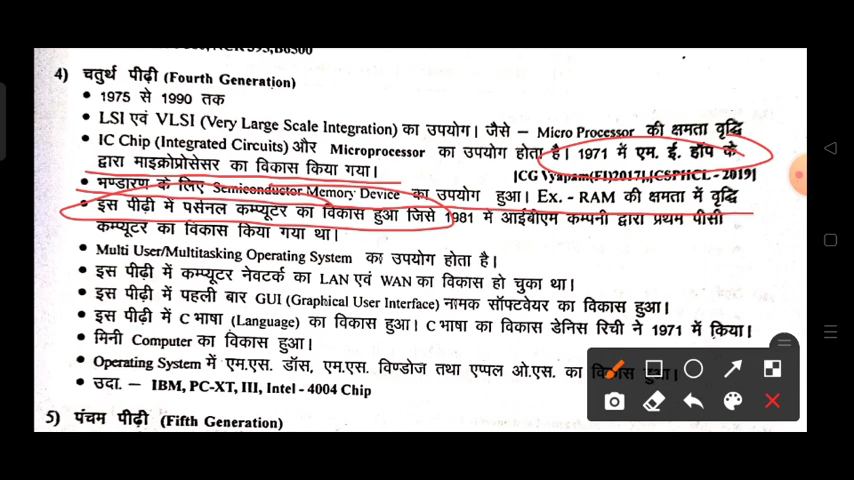 4) चतुर्थ पीढ़ी (Fourth Generation)
• 1975 से 1990 तक
• LSI एवं VLSI (Very Large Scale Integration) का उपयोग। जैसे – Micro Processor की क्षमता वृद्धि
• IC Chip (Integrated Circuits) और Microprocessor का उपयोग होता है। 1971 में एम. ई. हॉप के
द्वारा माइक्रोप्रोसेसर का विकास किया गया। [CG Vyapam(FI)2017],[CSPHCL - 2019]
• भण्डारण के लिए Semiconductor Memory Device का उपयोग हुआ। Ex. - RAM की क्षमता में वृद्धि
• इस पीढ़ी में पर्सनल कम्प्यूटर का विकास हुआ जिसे 1981 में आईबीएम कम्पनी द्वारा प्रथम पीसी
कम्प्यूटर का विकास किया गया था।
• Multi User/Multitasking Operating System का उपयोग होता है।
• इस पीढ़ी में कम्प्यूटर नेवटर्क का LAN एवं WAN का विकास हो चुका था।
• इस पीढ़ी में पहली बार GUI (Graphical User Interface) नामक सॉफ्टवेयर का विकास हुआ।
• इस पीढ़ी में C भाषा (Language) का विकास हुआ। C भाषा का विकास डेनिस रिची ने 1971 में किया।
• मिनी Computer का विकास हुआ।
• Operating System में एम.एस. डॉस, एम.एस. विण्डोज तथा एप्पल ओ.एस. का विकास हुआ।
• उदा. – IBM, PC-XT, III, Intel - 4004 Chip
5) पंचम पीढ़ी (Fifth Generation)